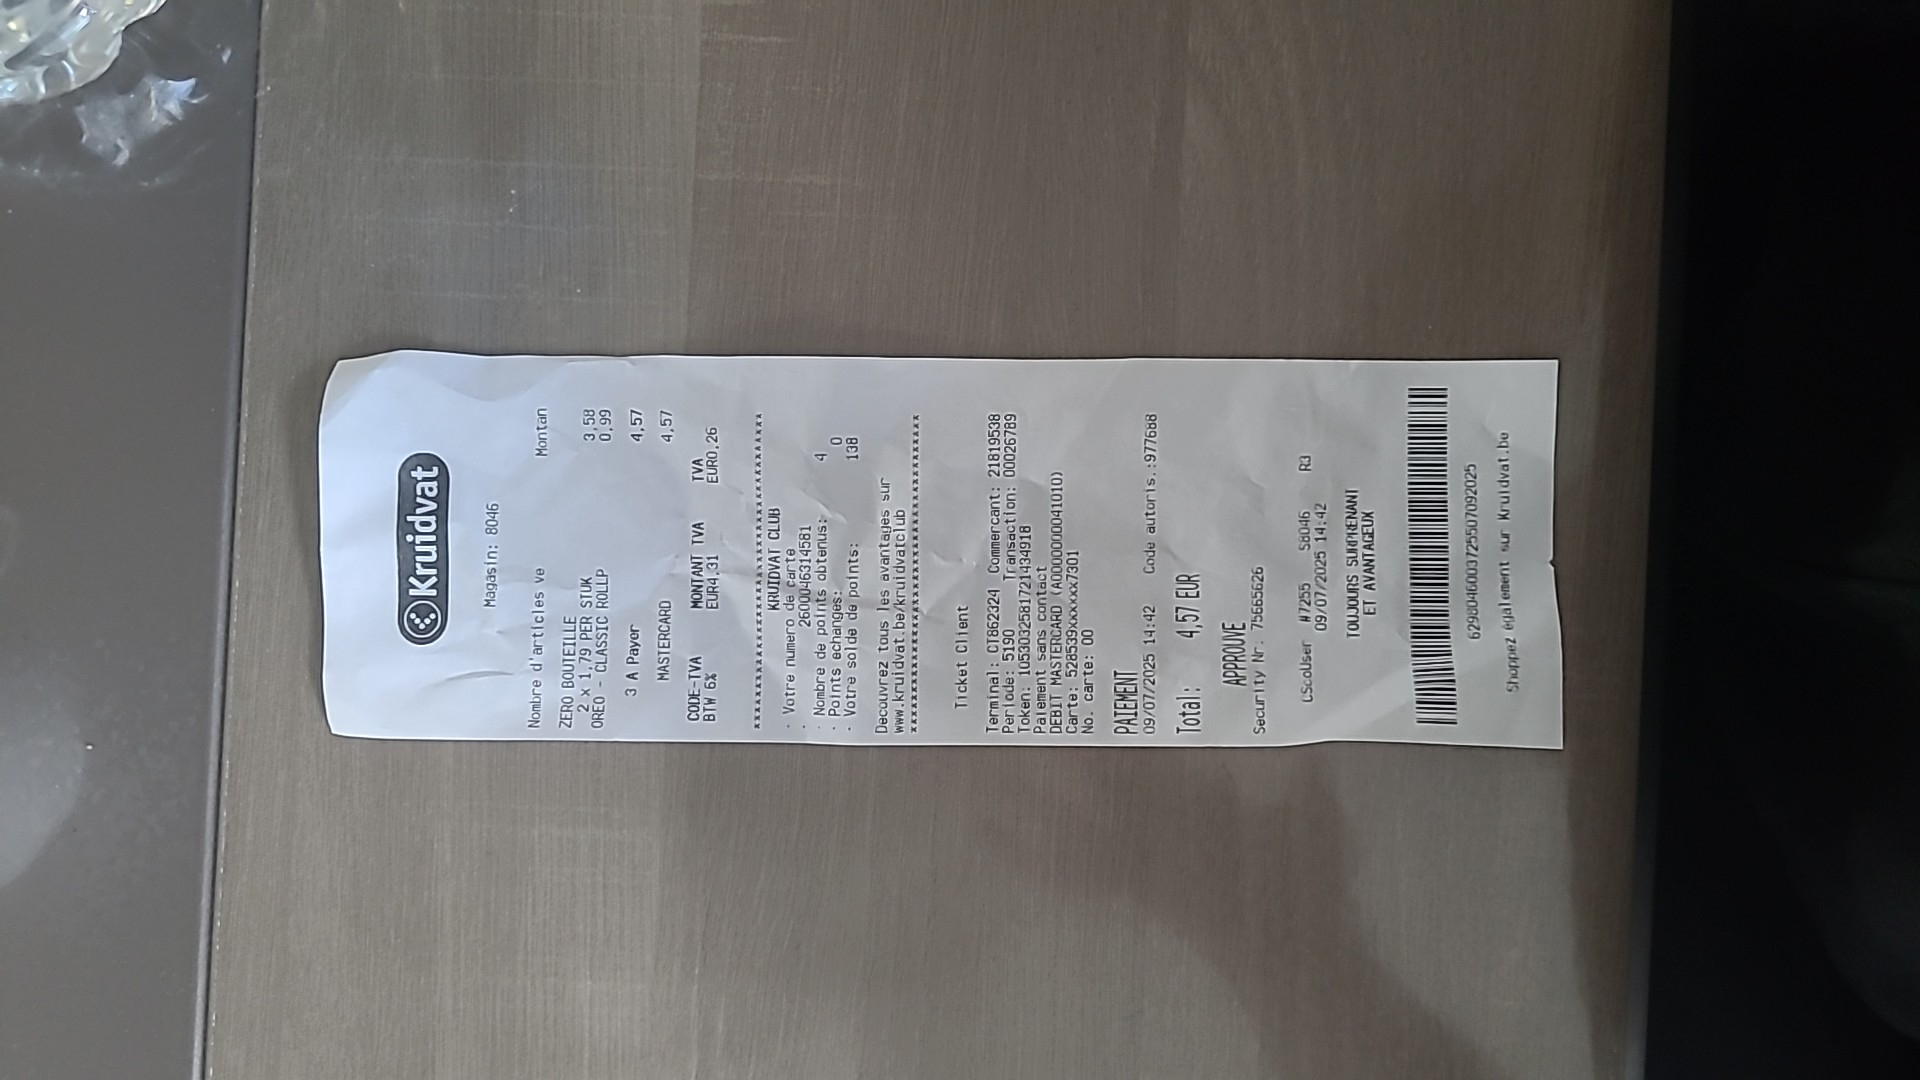 Kruidvat
Magasin: 8046
Nombre d'articles ve Montan
ZERO BOUTEILLE
2 x 1,79 PER STUK 3,58
OREO - CLASSIC ROLLP 0,99
3 A Payer 4,57
MASTERCARD 4,57
CODE-TVA MONTANT TVA TVA
BTW 6% EUR4,31 EUR0,26
KRUIDVAT CLUB
· Votre numero de carte
· 2600046314581
· Nombre de points obtenus: 4
· Points echanges: 0
· Votre solde de points: 138
Decouvrez tous les avantages sur
www.kruidvat.be/kruidvatclub
Ticket Client
Terminal: CT862324 Commercant: 21819538
Periode: 5190 Transaction: 00026789
Token: 1053032581721434918
Paiement sans contact
DEBIT MASTERCARD (A0000000041010)
Carte: 528539xxxxxx7301
No. carte: 00
PAIEMENT
09/07/2025 14:42 Code autoris.:977688
Total: 4,57 EUR
APPROUVE
Security Nr: 75665626
CScoUser #7255 S8046 R3
09/07/2025 14:42
TOUJOURS SURPRENANT
ET AVANTAGEUX
6298046003725507092025
Shoppez également sur Kruidvat.be